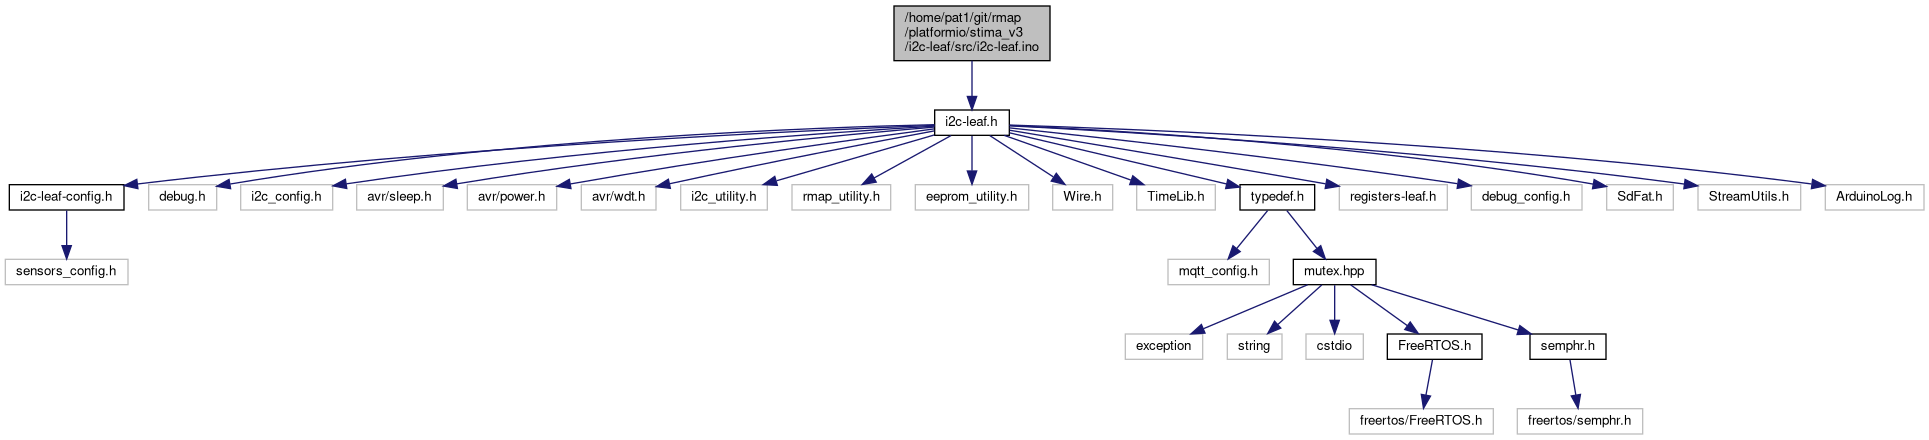 /home/pat1/git/rmap
/platformio/stima_v3
/i2c-leaf/src/i2c-leaf.ino
i2c-leaf.h
i2c-leaf-config.h
debug.h
i2c_config.h
avr/sleep.h
avr/power.h
avr/wdt.h
i2c_utility.h
rmap_utility.h
eeprom_utility.h
Wire.h
TimeLib.h
typedef.h
registers-leaf.h
debug_config.h
SdFat.h
StreamUtils.h
ArduinoLog.h
sensors_config.h
mqtt_config.h
mutex.hpp
exception
string
cstdio
FreeRTOS.h
semphr.h
freertos/FreeRTOS.h
freertos/semphr.h